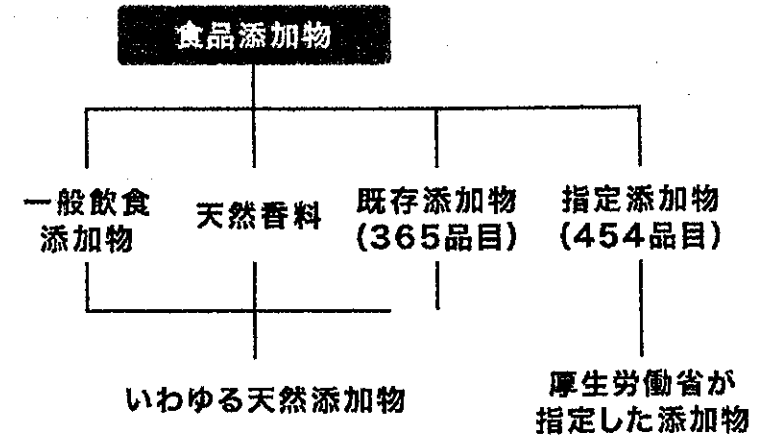 食品添加物
一般飲食
添加物
天然香料
既存添加物
(365品目)
指定添加物
(454品目)
いわゆる天然添加物
厚生労働省が
指定した添加物